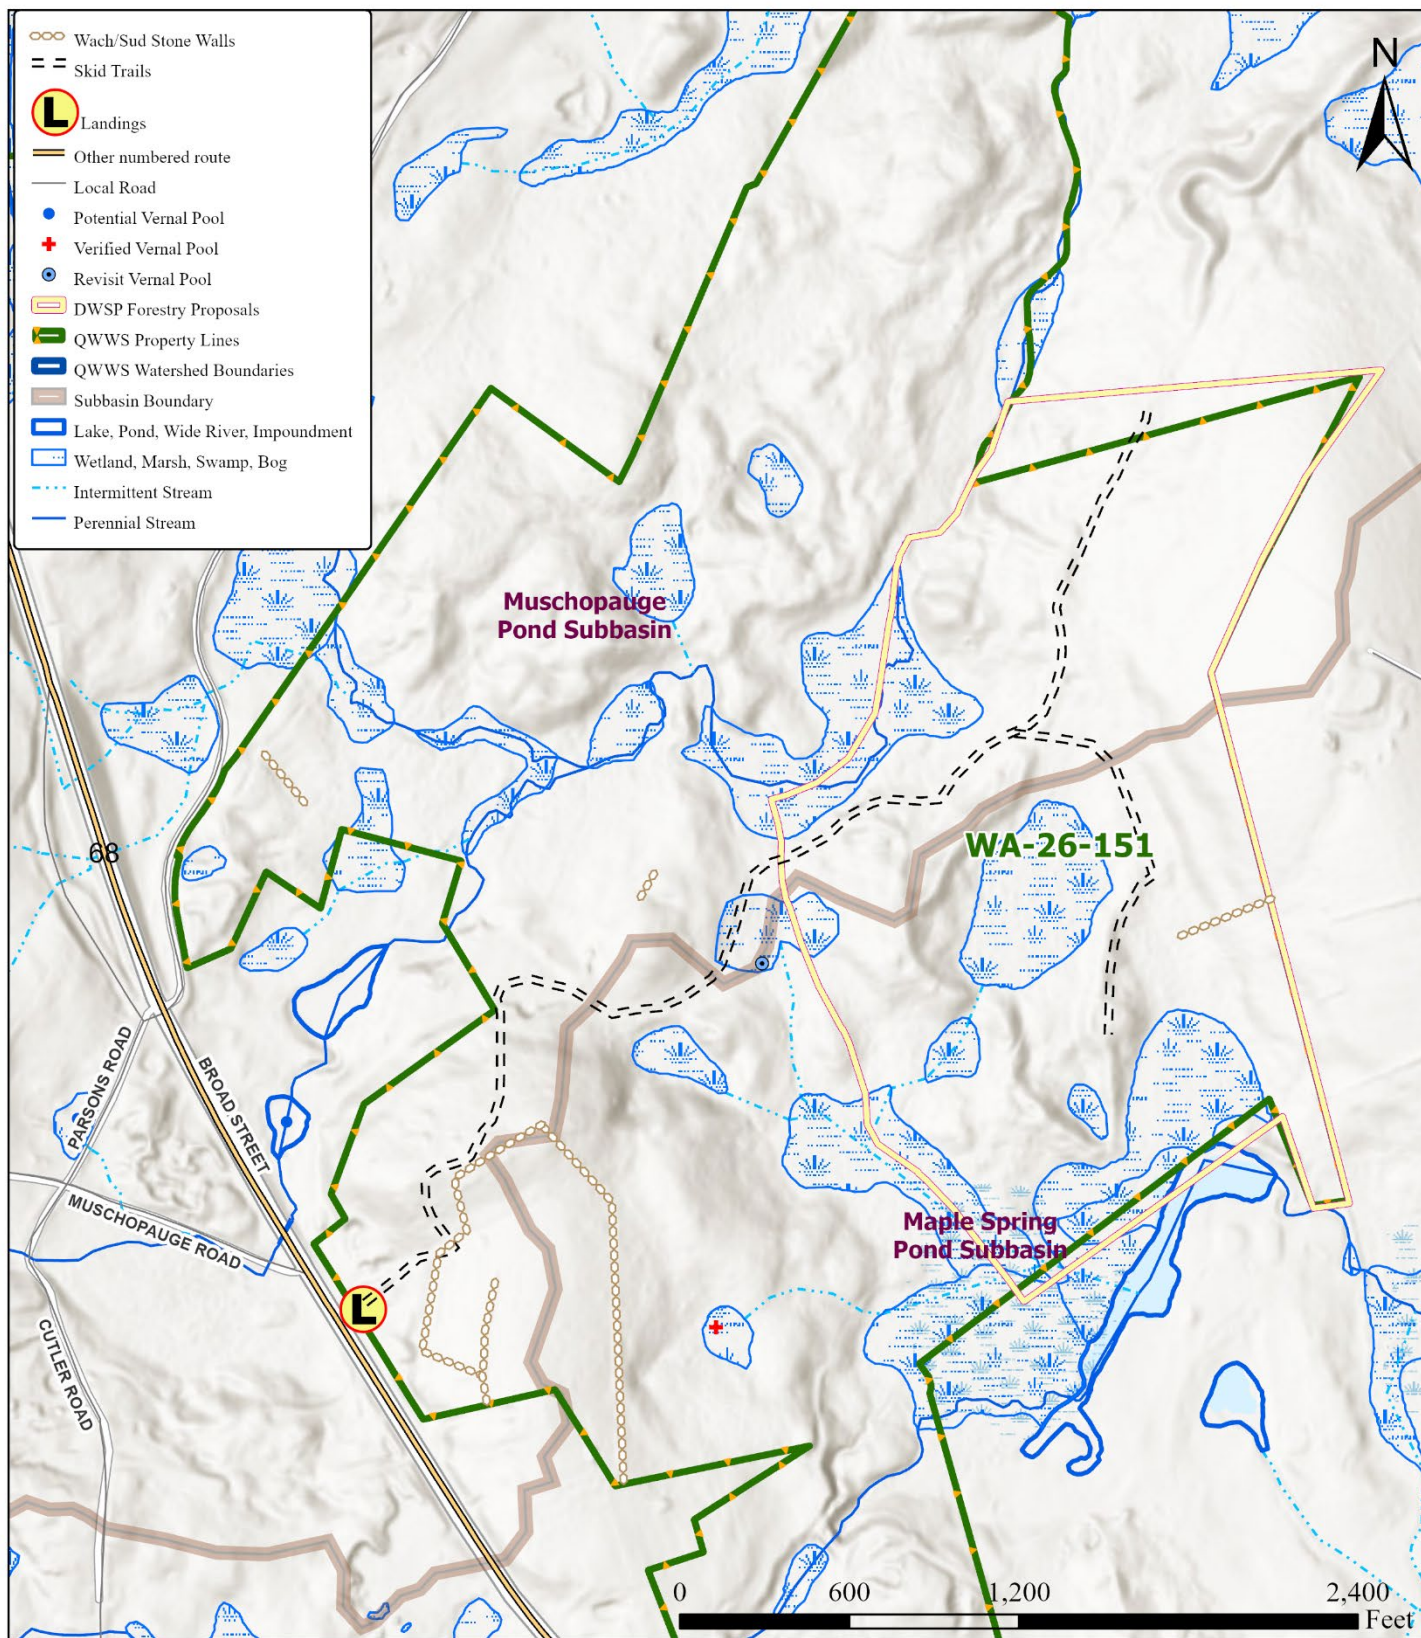 Wach/Sud Stone Walls
Skid Trails
L
Landings
Other numbered route
Local Road
Potential Vernal Pool
Verified Vernal Pool
Revisit Vernal Pool
DWSP Forestry Proposals
QWWS Property Lines
QWWS Watershed Boundaries
Subbasin Boundary
Lake, Pond, Wide River, Impoundment
Wetland, Marsh, Swamp, Bog
Intermittent Stream
Perennial Stream
N
Muschopauge
Pond Subbasin
WA-26-151
68
PARSONS ROAD
BROAD STREET
MUSCHOPAUGE ROAD
CUTLER ROAD
Maple Spring
Pond Subbasin
L
0 600 1,200 2,400
Feet